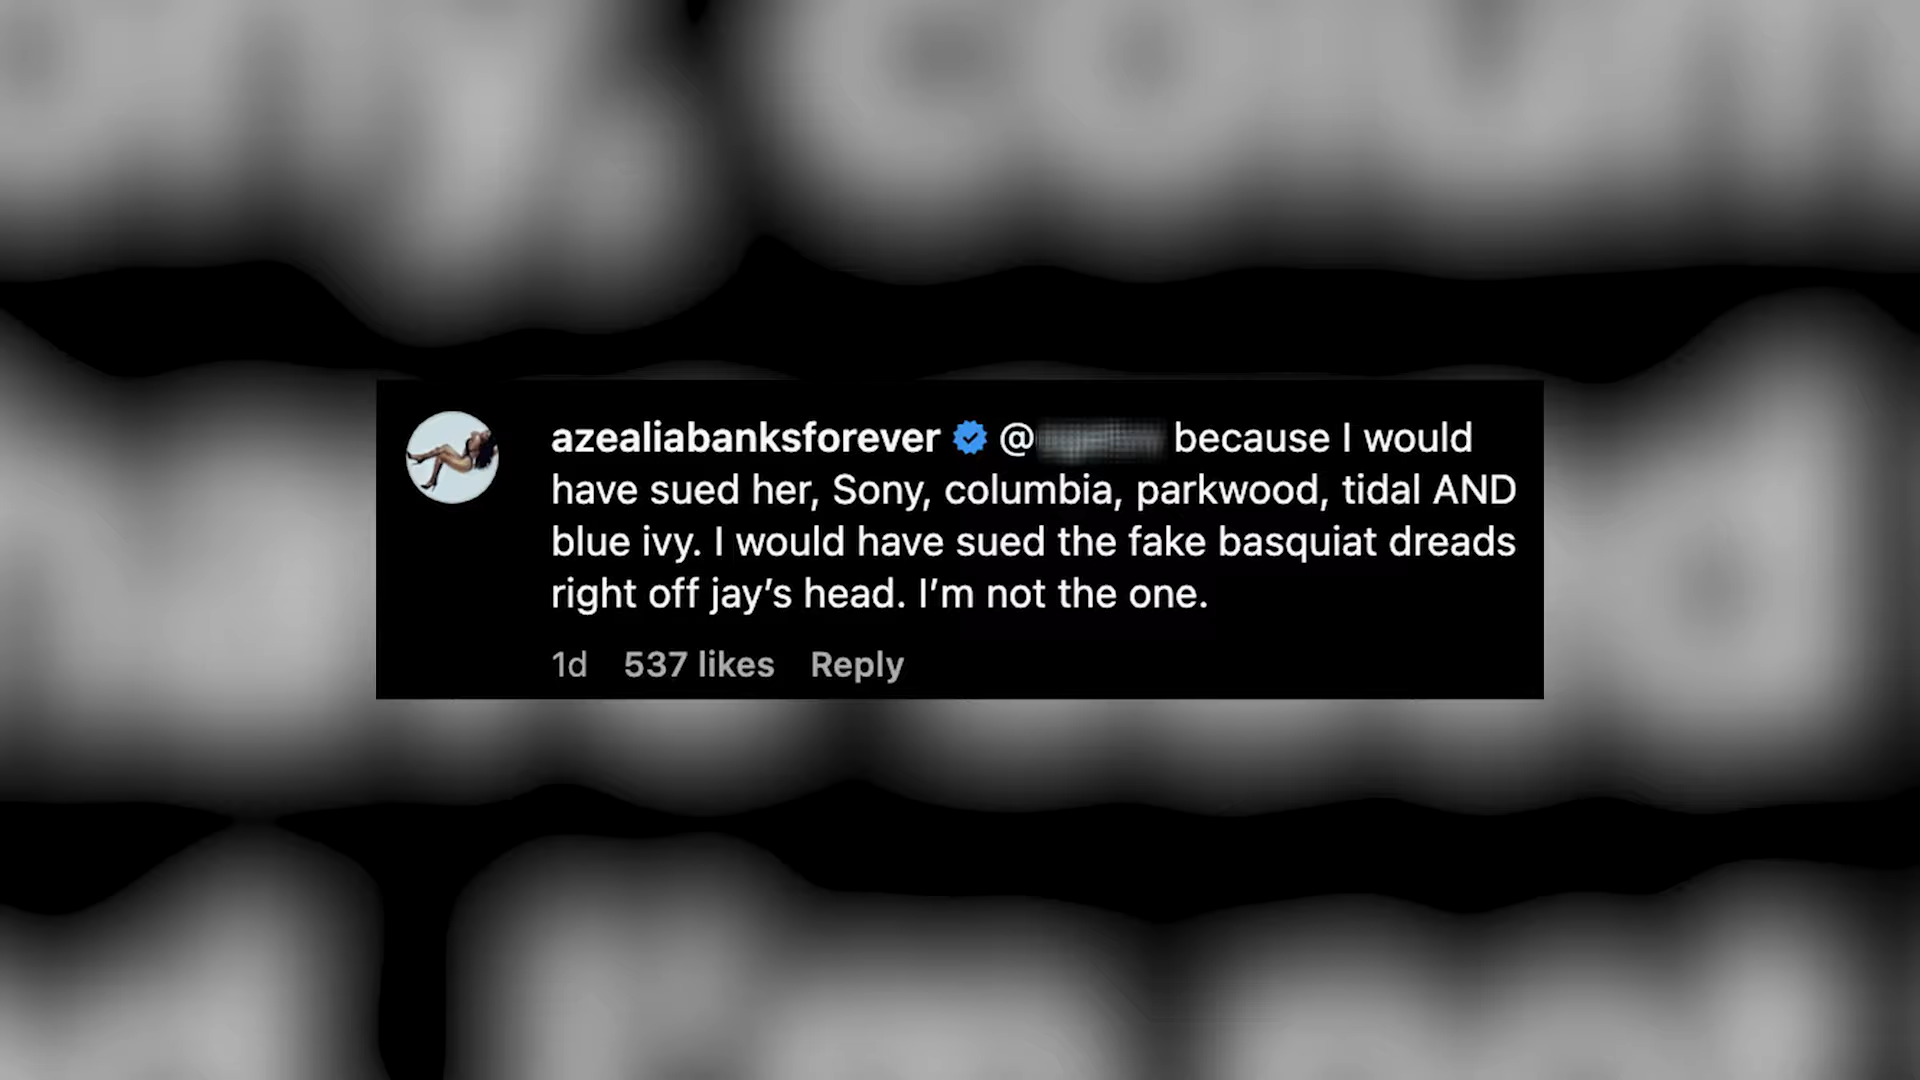 azealiabanksforever @ because I would
have sued her, Sony, columbia, parkwood, tidal AND
blue ivy. I would have sued the fake basquiat dreads
right off jay’s head. I’m not the one.
1d 537 likes Reply